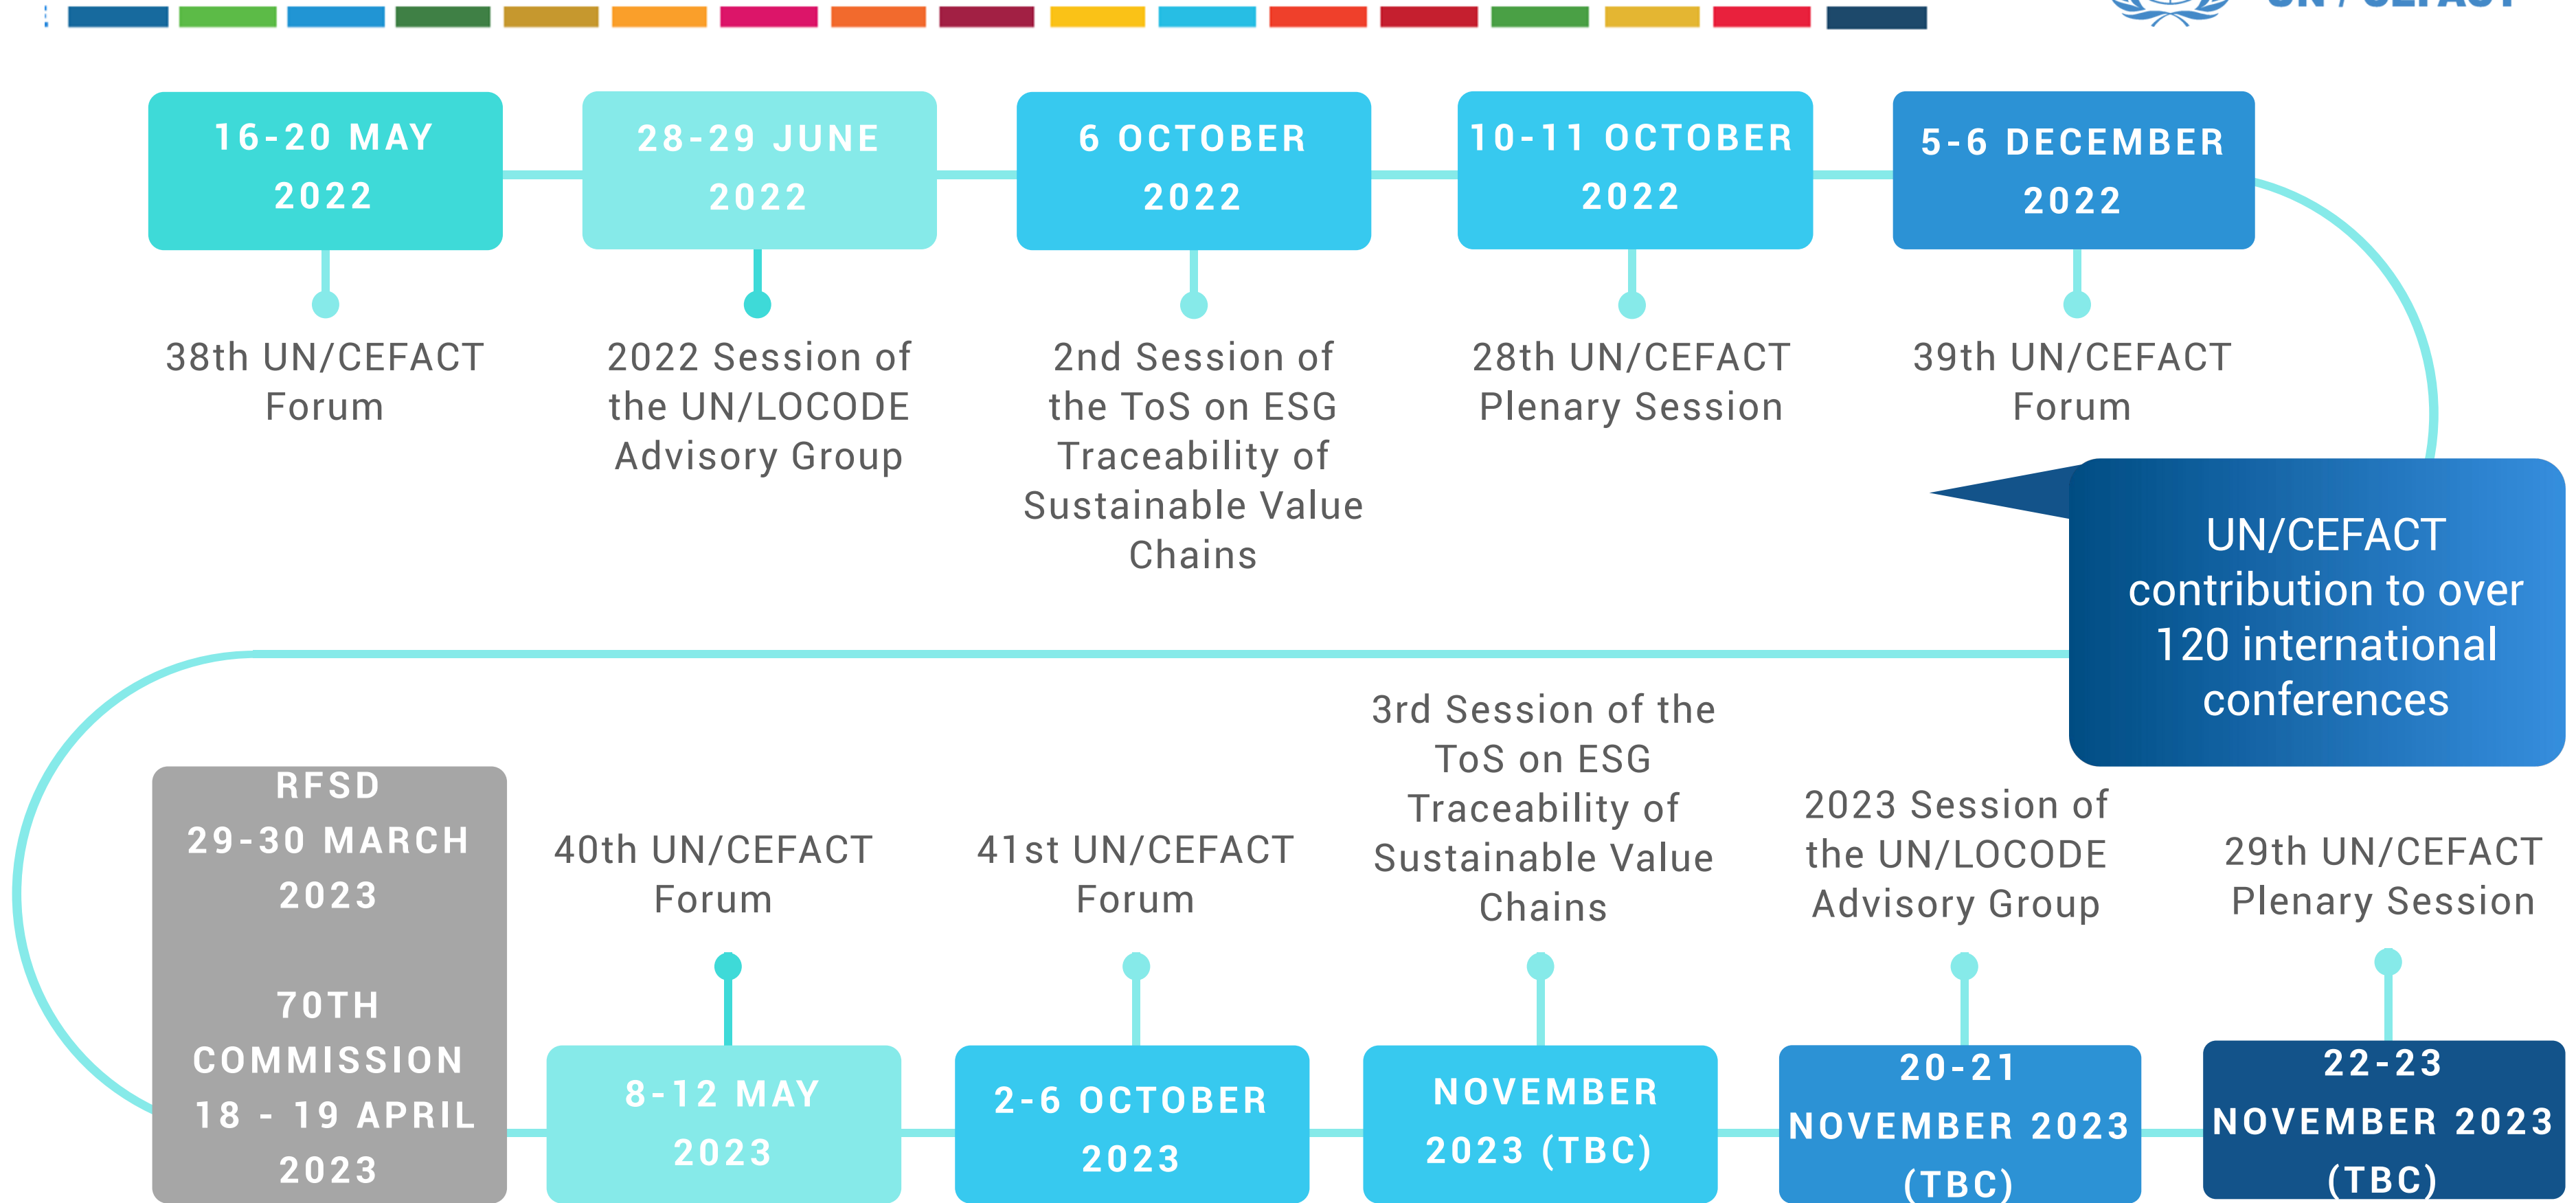 UN / CEFACT
16-20 MAY
2022
28-29 JUNE
2022
6 OCTOBER
2022
10-11 OCTOBER
2022
5-6 DECEMBER
2022
38th UN/CEFACT
Forum
2022 Session of
the UN/LOCODE
Advisory Group
2nd Session of
the ToS on ESG
Traceability of
Sustainable Value
Chains
28th UN/CEFACT
Plenary Session
39th UN/CEFACT
Forum
UN/CEFACT
contribution to over
120 international
conferences
RFSD
29-30 MARCH
2023
70TH
COMMISSION
18 - 19 APRIL
2023
40th UN/CEFACT
Forum
8-12 MAY
2023
41st UN/CEFACT
Forum
2-6 OCTOBER
2023
3rd Session of the
ToS on ESG
Traceability of
Sustainable Value
Chains
NOVEMBER
2023 (TBC)
2023 Session of
the UN/LOCODE
Advisory Group
20-21
NOVEMBER 2023
(TBC)
29th UN/CEFACT
Plenary Session
22-23
NOVEMBER 2023
(TBC)